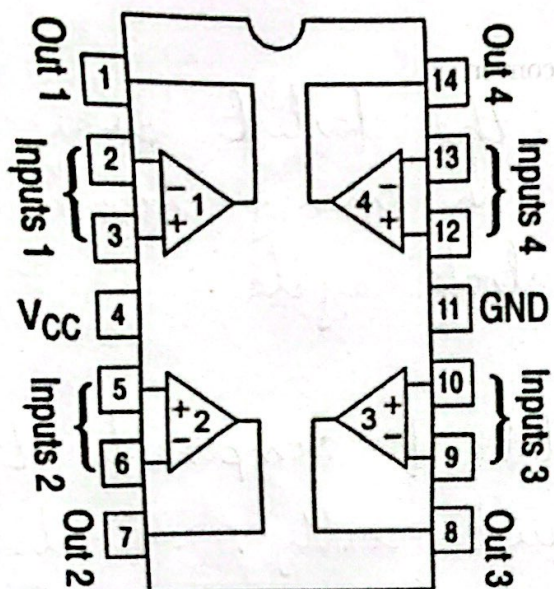 Out 1
1
14
Out 4
2
13
Inputs 1
- +
1
4
- +
Inputs 4
3
12
VCC
4
11
GND
5
10
Inputs 2
+ -
2
3
+ -
Inputs 3
6
9
Out 2
7
8
Out 3